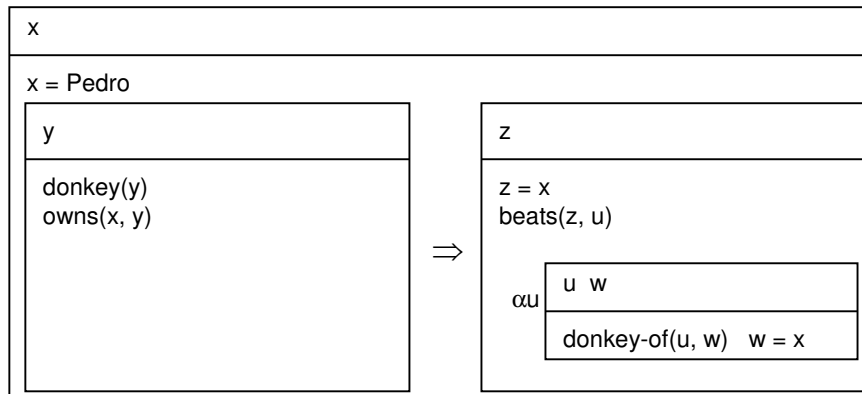 x
x = Pedro
y
donkey(y)
owns(x, y)
⇒
z
z = x
beats(z, u)
αu
u w
donkey-of(u, w) w = x